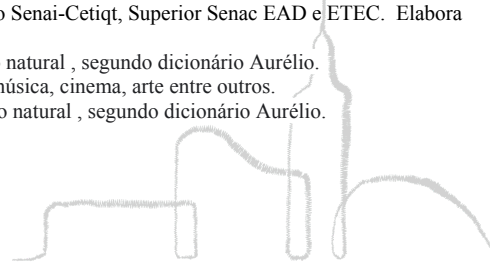 o Senai-Cetiqt, Superior Senac EAD e ETEC. Elabora
natural , segundo dicionário Aurélio.
música, cinema, arte entre outros.
o natural , segundo dicionário Aurélio.